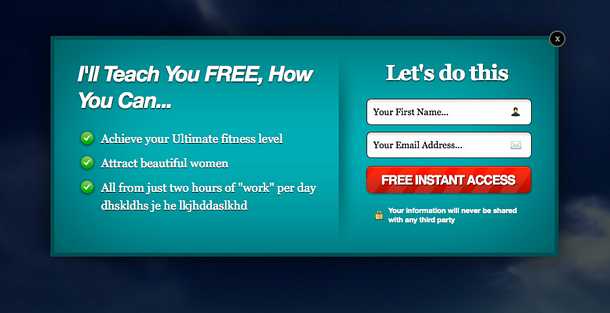 I'll Teach You FREE, How
You Can...
Achieve your Ultimate fitness level
Attract beautiful women
All from just two hours of "work" per day
dhskldhs je he lkjhddaslkhd
x
Let's do this
Your First Name...
Your Email Address...
FREE INSTANT ACCESS
Your information will never be shared
with any third party